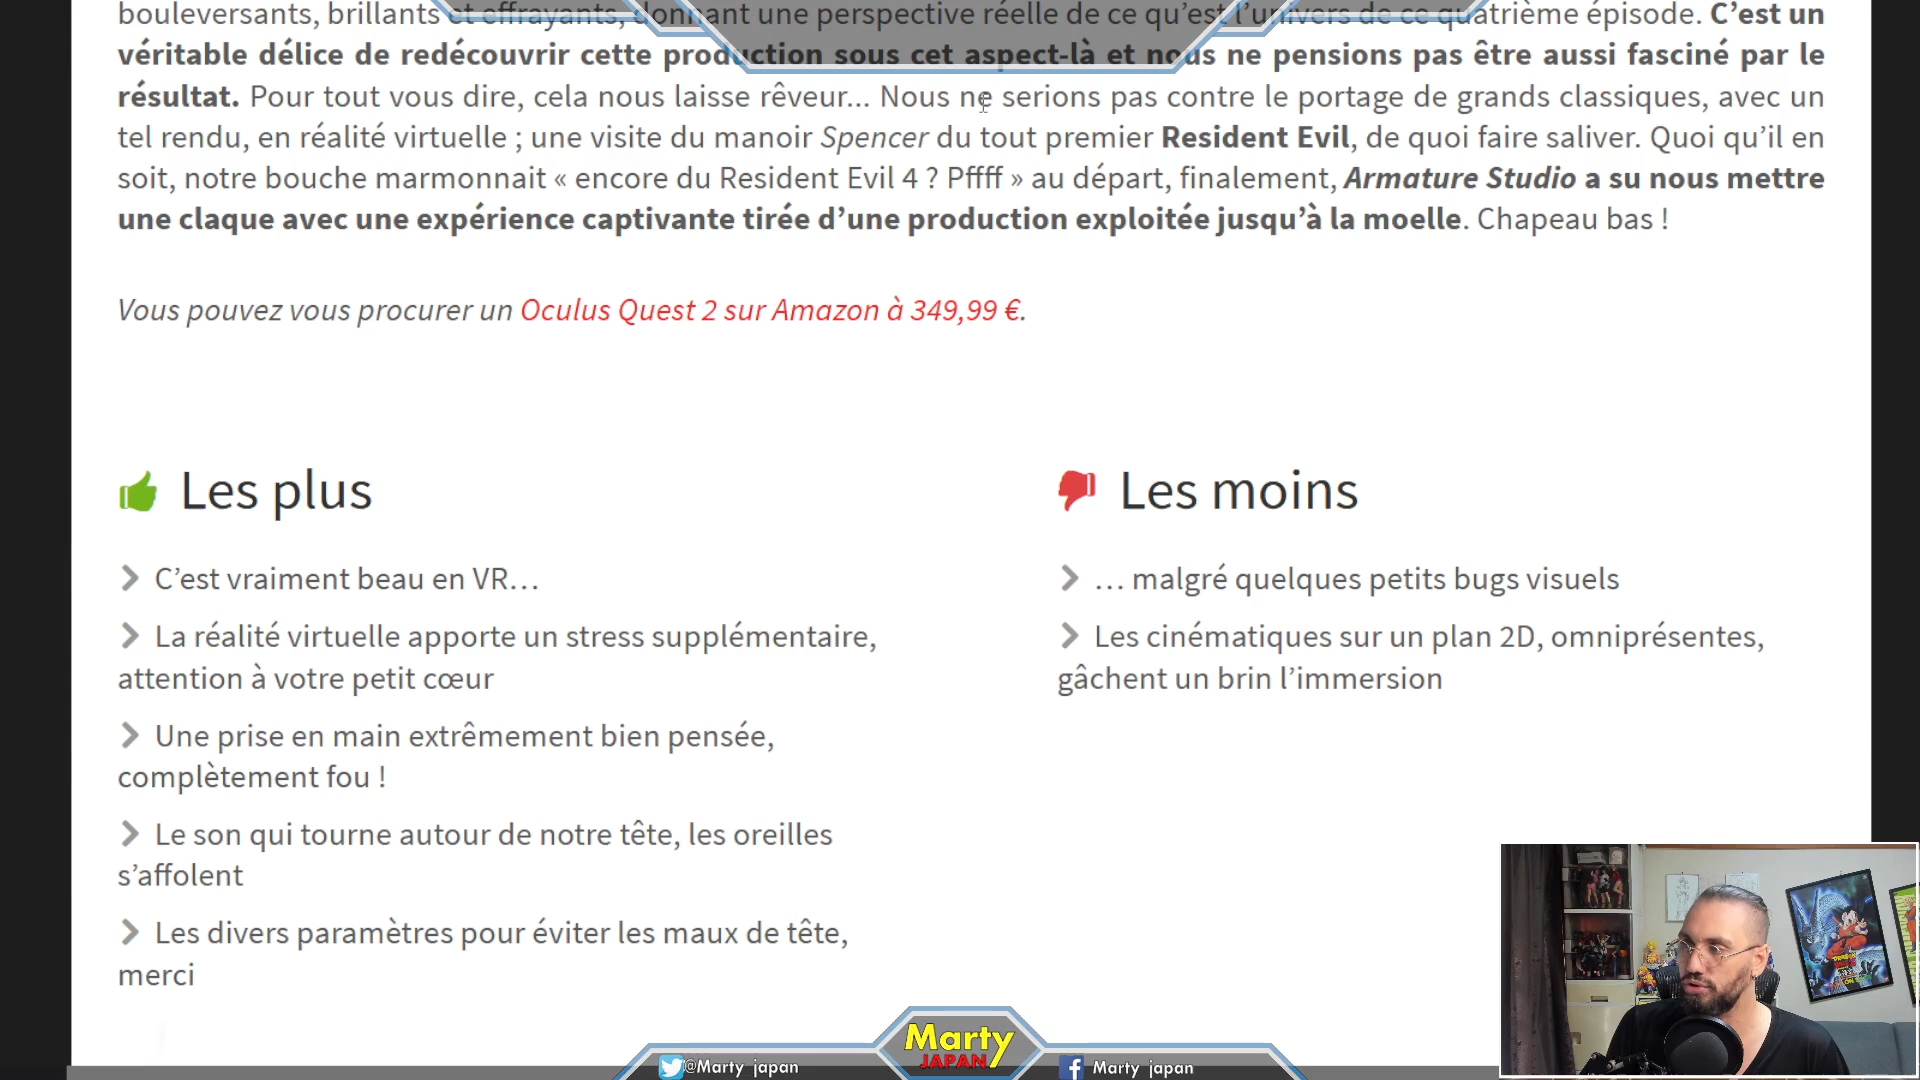 bouleversants, brillants et effrayants, donnant une perspective réelle de ce qu’est l’univers de ce quatrième épisode. C’est un
véritable délice de redécouvrir cette production sous cet aspect-là et nous ne pensions pas être aussi fasciné par le
résultat. Pour tout vous dire, cela nous laisse rêveur... Nous ne serions pas contre le portage de grands classiques, avec un
tel rendu, en réalité virtuelle ; une visite du manoir Spencer du tout premier Resident Evil, de quoi faire saliver. Quoi qu’il en
soit, notre bouche marmonnait « encore du Resident Evil 4 ? Pffff » au départ, finalement, Armature Studio a su nous mettre
une claque avec une expérience captivante tirée d’une production exploitée jusqu’à la moelle. Chapeau bas !
Vous pouvez vous procurer un Oculus Quest 2 sur Amazon à 349,99 €.
Les plus
C’est vraiment beau en VR…
La réalité virtuelle apporte un stress supplémentaire,
attention à votre petit cœur
Une prise en main extrêmement bien pensée,
complètement fou !
Le son qui tourne autour de notre tête, les oreilles
s’affolent
Les divers paramètres pour éviter les maux de tête,
merci
Les moins
… malgré quelques petits bugs visuels
Les cinématiques sur un plan 2D, omniprésentes,
gâchent un brin l’immersion
@Marty_japan
Marty
JAPAN
Marty japan